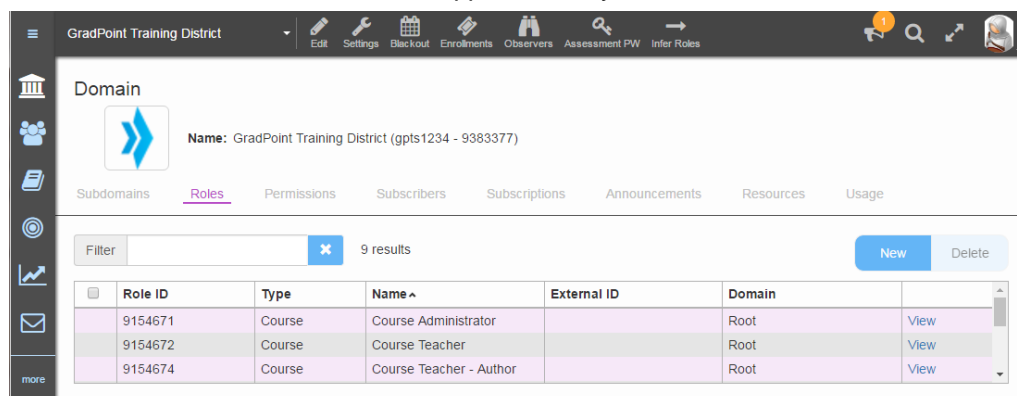 GradPoint Training District
Edit Settings Blackout Enrollments Observers Assessment PW Infer Roles
1
Domain
Name: GradPoint Training District (gpts1234 - 9383377)
Subdomains Roles Permissions Subscribers Subscriptions Announcements Resources Usage
Filter 9 results New Delete
Role ID Type Name External ID Domain
9154671 Course Course Administrator Root View
9154672 Course Course Teacher Root View
9154674 Course Course Teacher - Author Root View
more